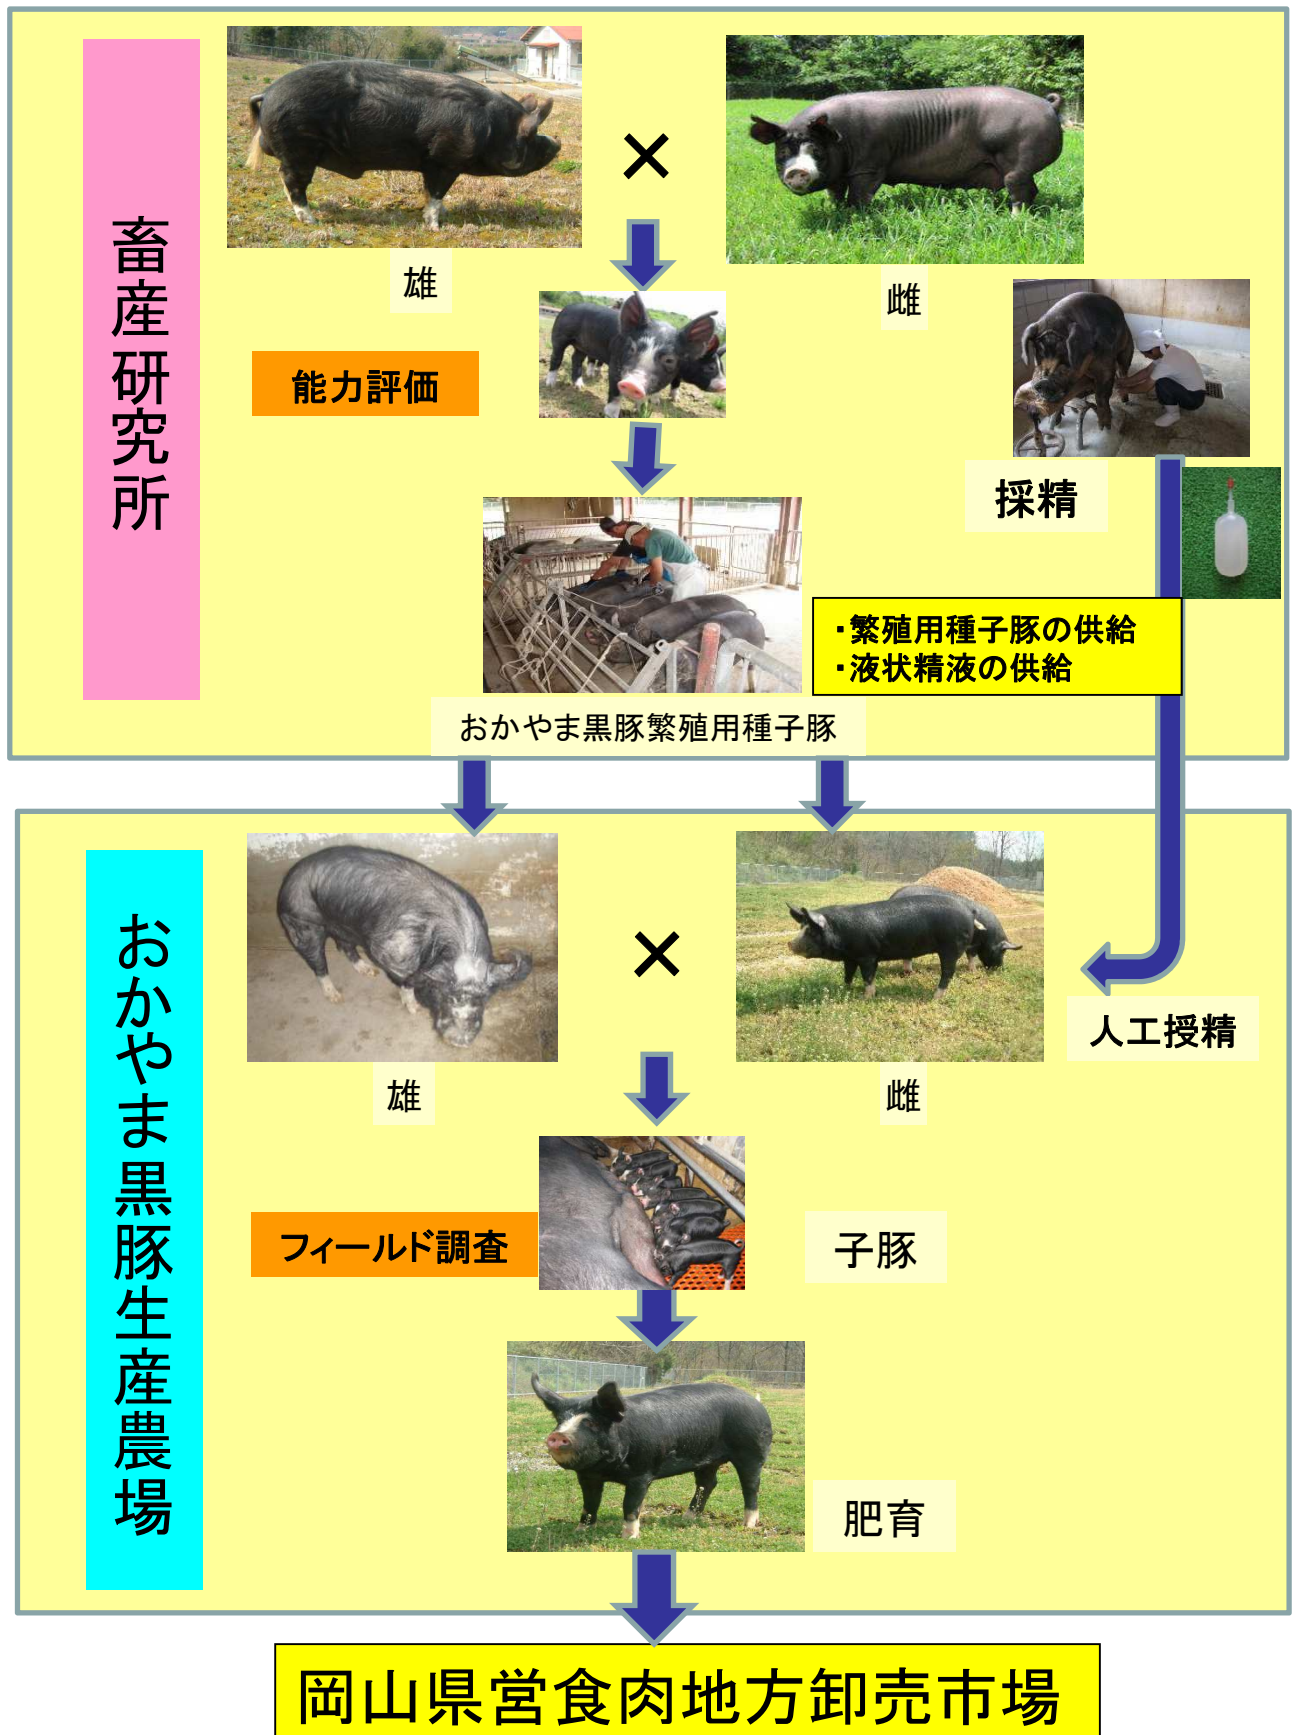 畜産研究所
雄
雌
能力評価
採精
・繁殖用種子豚の供給
・液状精液の供給
おかやま黒豚繁殖用種子豚
おかやま黒豚生産農場
雄
雌
人工授精
フィールド調査
子豚
肥育
岡山県営食肉地方卸売市場